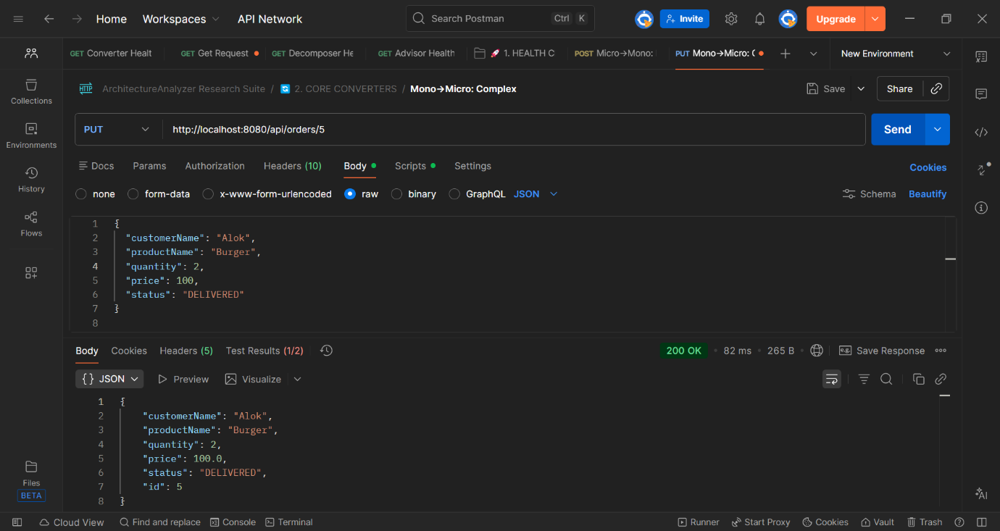 Home Workspaces API Network Search Postman Ctrl K Invite Upgrade
GET Converter Healt GET Get Request GET Decomposer He GET Advisor Health 🚀 1. HEALTH C POST Micro→Mono: PUT Mono→Micro: C New Environment
HTTP ArchitectureAnalyzer Research Suite / 🔄 2. CORE CONVERTERS / Mono→Micro: Complex Save Share
Collections
Environments
History
Flows
Files
BETA
PUT http://localhost:8080/api/orders/5 Send
Docs Params Authorization Headers (10) Body Scripts Settings Cookies
none form-data x-www-form-urlencoded raw binary GraphQL JSON Schema Beautify
1 {
2 "customerName": "Alok",
3 "productName": "Burger",
4 "quantity": 2,
5 "price": 100,
6 "status": "DELIVERED"
7 }
8
Body Cookies Headers (5) Test Results (1/2) 200 OK • 82 ms • 265 B • e.g. Save Response
{} JSON Preview Visualize
1 {
2 "customerName": "Alok",
3 "productName": "Burger",
4 "quantity": 2,
5 "price": 100.0,
6 "status": "DELIVERED",
7 "id": 5
8 }
AI
Cloud View Find and replace Console Terminal Runner Start Proxy Cookies Vault Trash